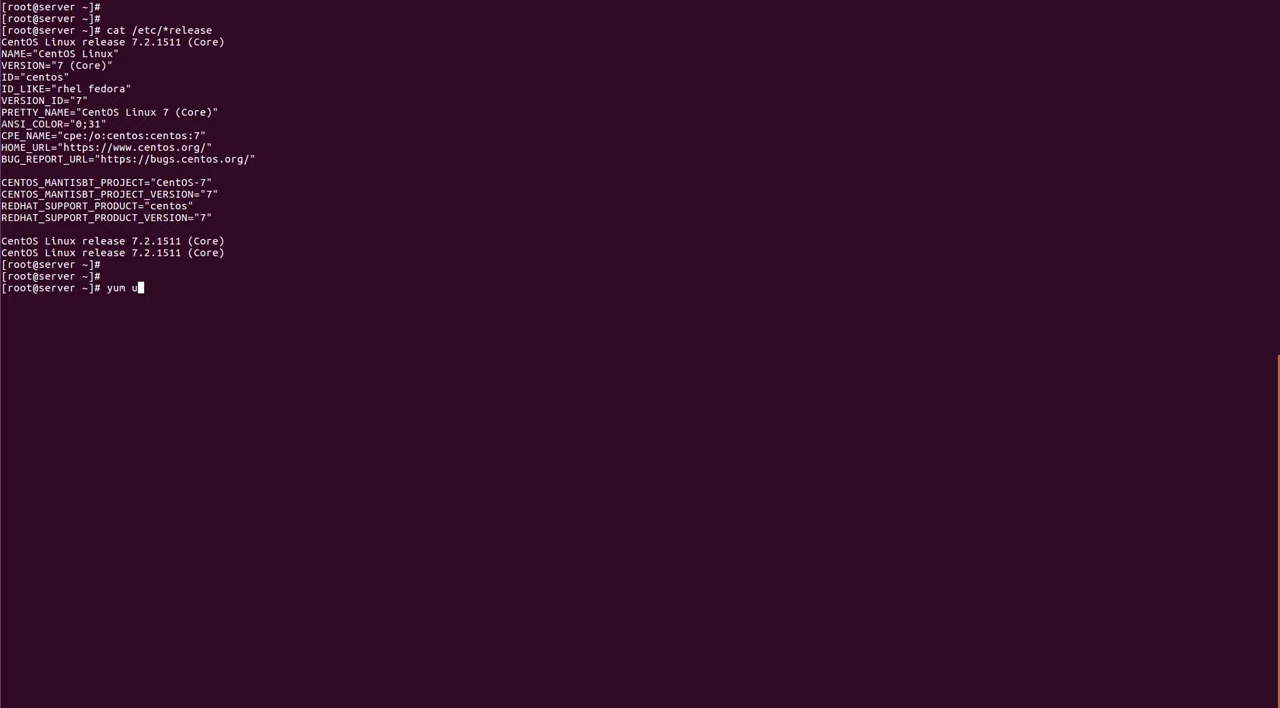 [root@server ~]#
[root@server ~]#
[root@server ~]# cat /etc/*release
CentOS Linux release 7.2.1511 (Core)
NAME="CentOS Linux"
VERSION="7 (Core)"
ID="centos"
ID_LIKE="rhel fedora"
VERSION_ID="7"
PRETTY_NAME="CentOS Linux 7 (Core)"
ANSI_COLOR="0;31"
CPE_NAME="cpe:/o:centos:centos:7"
HOME_URL="https://www.centos.org/"
BUG_REPORT_URL="https://bugs.centos.org/"
CENTOS_MANTISBT_PROJECT="CentOS-7"
CENTOS_MANTISBT_PROJECT_VERSION="7"
REDHAT_SUPPORT_PRODUCT="centos"
REDHAT_SUPPORT_PRODUCT_VERSION="7"
CentOS Linux release 7.2.1511 (Core)
CentOS Linux release 7.2.1511 (Core)
[root@server ~]#
[root@server ~]#
[root@server ~]# yum u